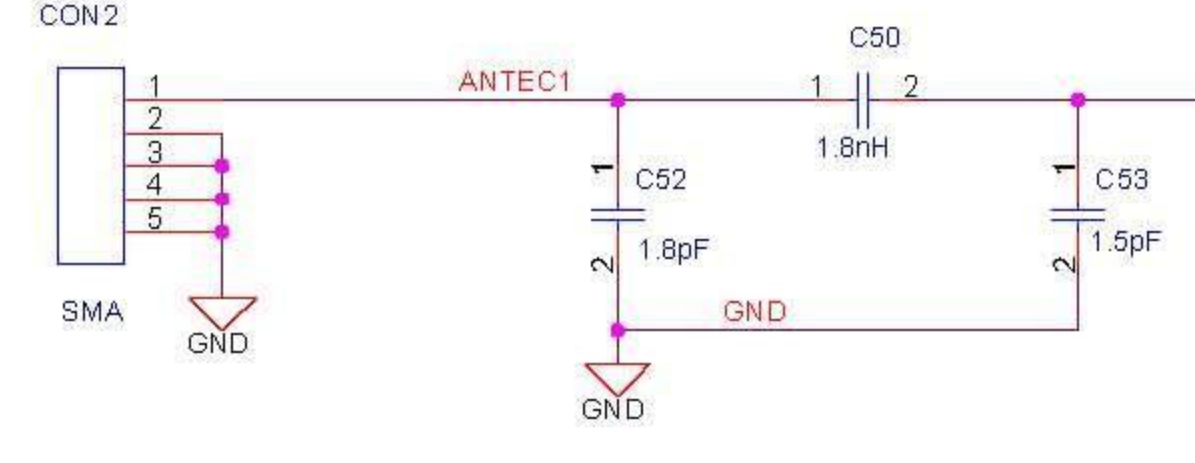 CON2
C50
ANTEC1
1
1 2
2
1.8nH
3
4
5
1
C52
1
C53
2
1.8pF
2
1.5pF
SMA
GND
GND
GND